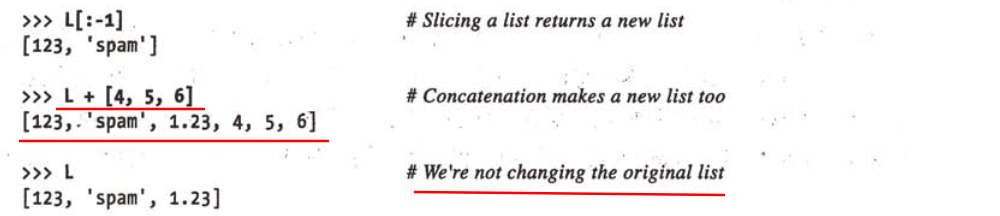 >>> L[:-1] # Slicing a list returns a new list
[123, 'spam']
>>> L + [4, 5, 6] # Concatenation makes a new list too
[123, 'spam', 1.23, 4, 5, 6]
>>> L # We're not changing the original list
[123, 'spam', 1.23]